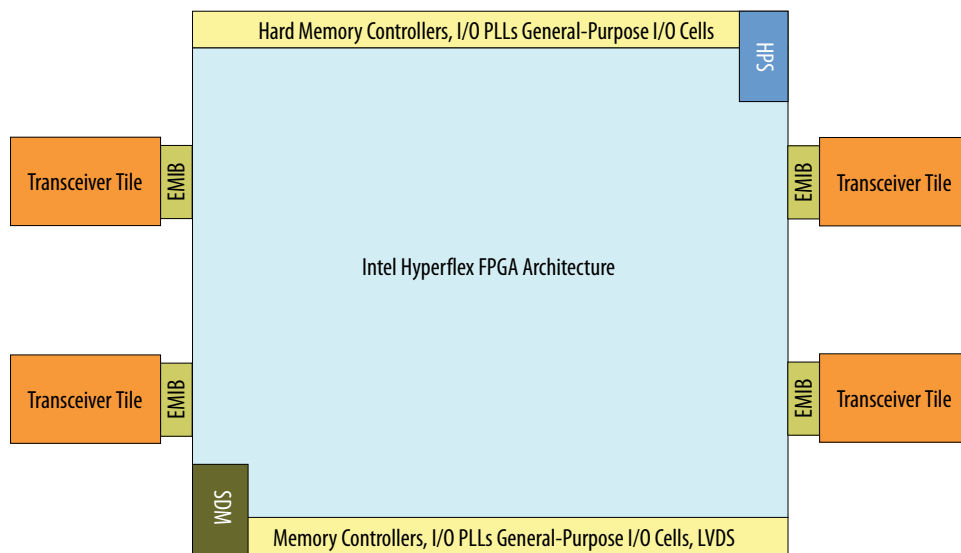 Hard Memory Controllers, I/O PLLs General-Purpose I/O Cells
HPS
Transceiver Tile
EMIB
EMIB
Transceiver Tile
Intel Hyperflex FPGA Architecture
Transceiver Tile
EMIB
EMIB
Transceiver Tile
SDM
Memory Controllers, I/O PLLs General-Purpose I/O Cells, LVDS